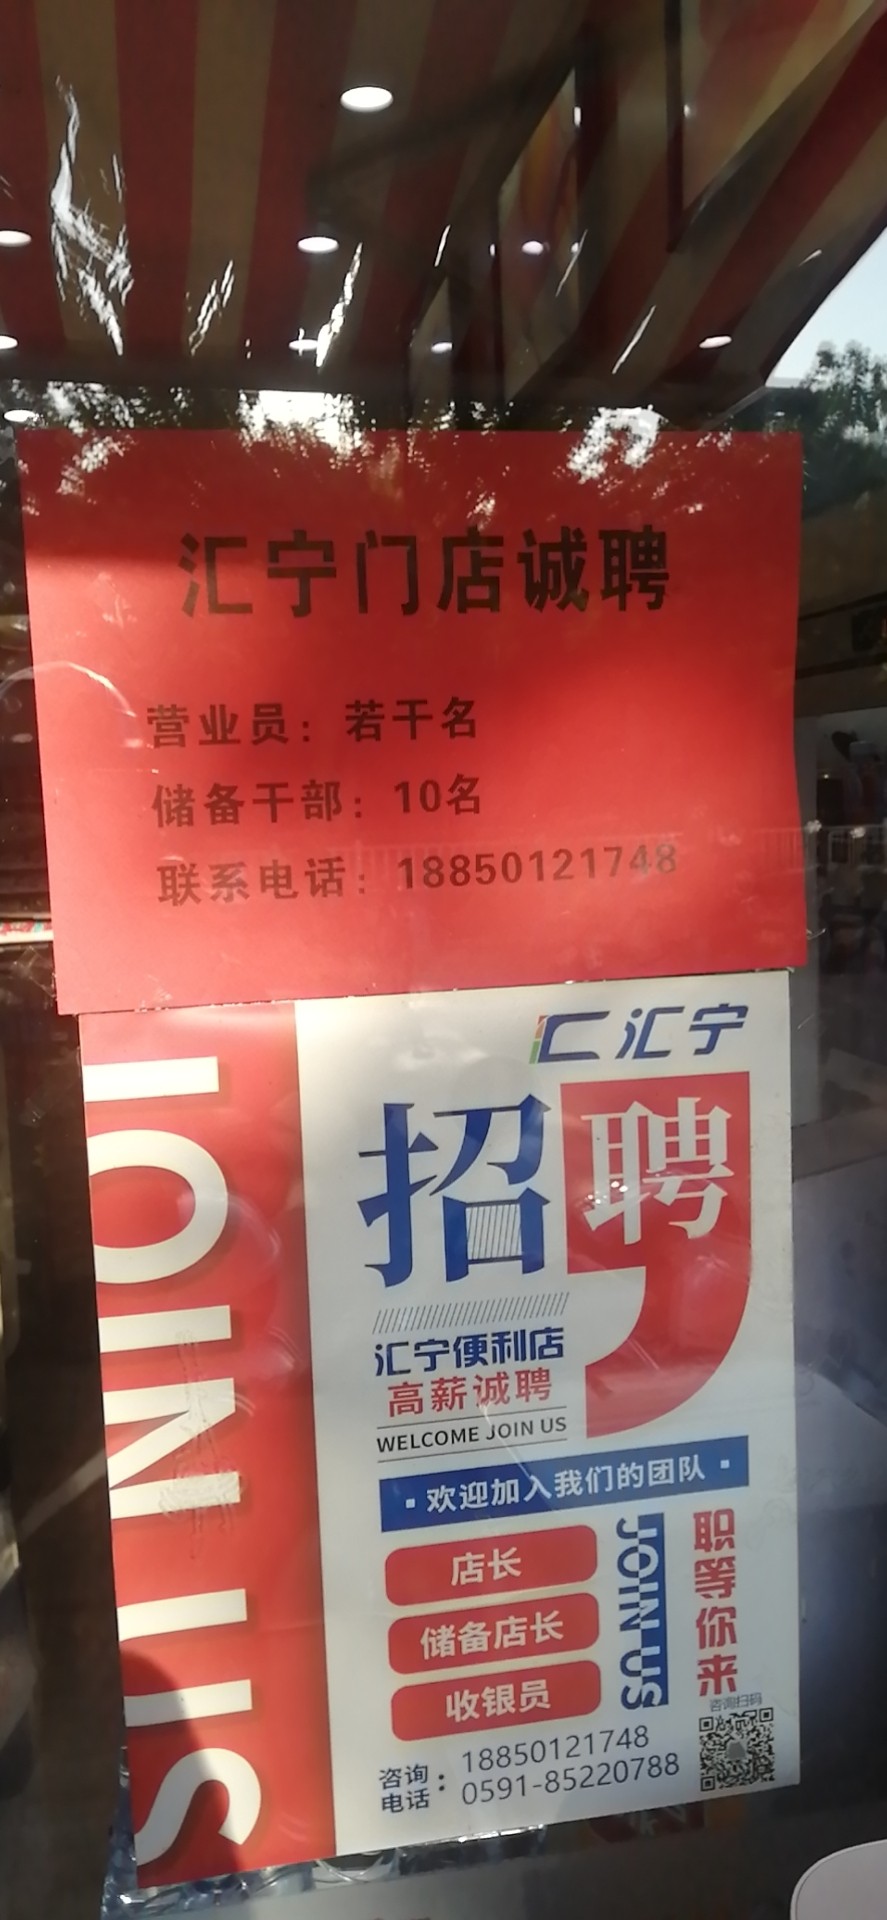 汇宁门店诚聘
营业员：若干名
储备干部：10名
联系电话：18850121748
JOIN US
汇宁
招聘
汇宁便利店
高薪诚聘
WELCOME JOIN US
·欢迎加入我们的团队·
店长
储备店长
收银员
JOIN US
职等你来
咨询扫码
咨询电话：
18850121748
0591-85220788